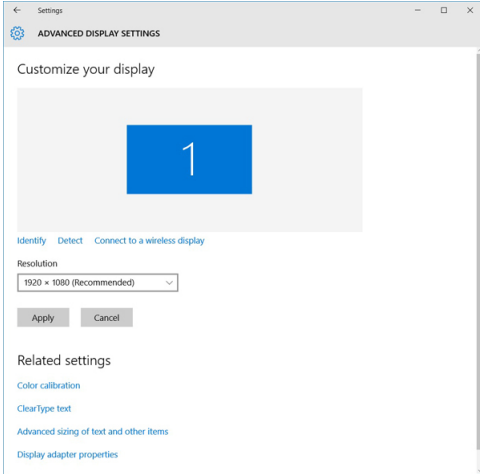 Settings
ADVANCED DISPLAY SETTINGS
Customize your display
1
Identify Detect Connect to a wireless display
Resolution
1920 × 1080 (Recommended)
Apply Cancel
Related settings
Color calibration
ClearType text
Advanced sizing of text and other items
Display adapter properties